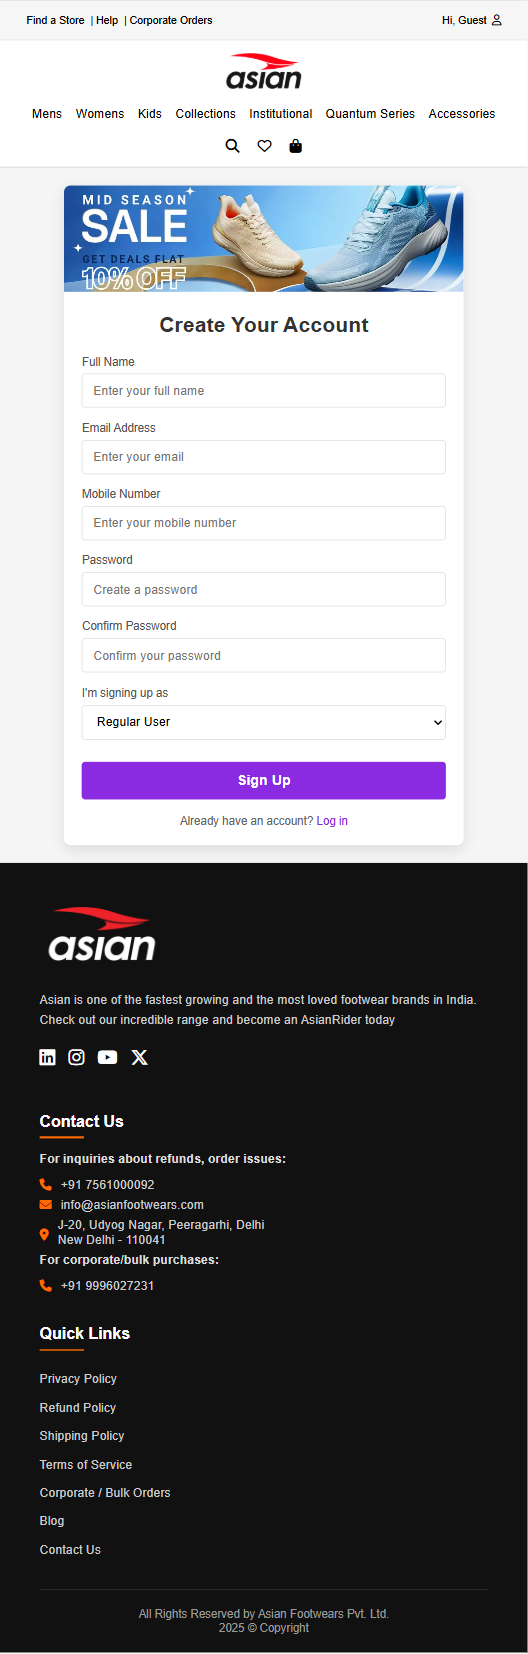 Find a Store | Help | Corporate Orders
Hi, Guest
asian
Mens Womens Kids Collections Institutional Quantum Series Accessories
MID SEASON
SALE
GET DEALS FLAT
10% OFF
Create Your Account
Full Name
Enter your full name
Email Address
Enter your email
Mobile Number
Enter your mobile number
Password
Create a password
Confirm Password
Confirm your password
I'm signing up as
Regular User
Sign Up
Already have an account? Log in
asian
Asian is one of the fastest growing and the most loved footwear brands in India.
Check out our incredible range and become an AsianRider today
Contact Us
For inquiries about refunds, order issues:
+91 7561000092
info@asianfootwears.com
J-20, Udyog Nagar, Peeragarhi, Delhi
New Delhi - 110041
For corporate/bulk purchases:
+91 9996027231
Quick Links
Privacy Policy
Refund Policy
Shipping Policy
Terms of Service
Corporate / Bulk Orders
Blog
Contact Us
All Rights Reserved by Asian Footwears Pvt. Ltd.
2025 © Copyright